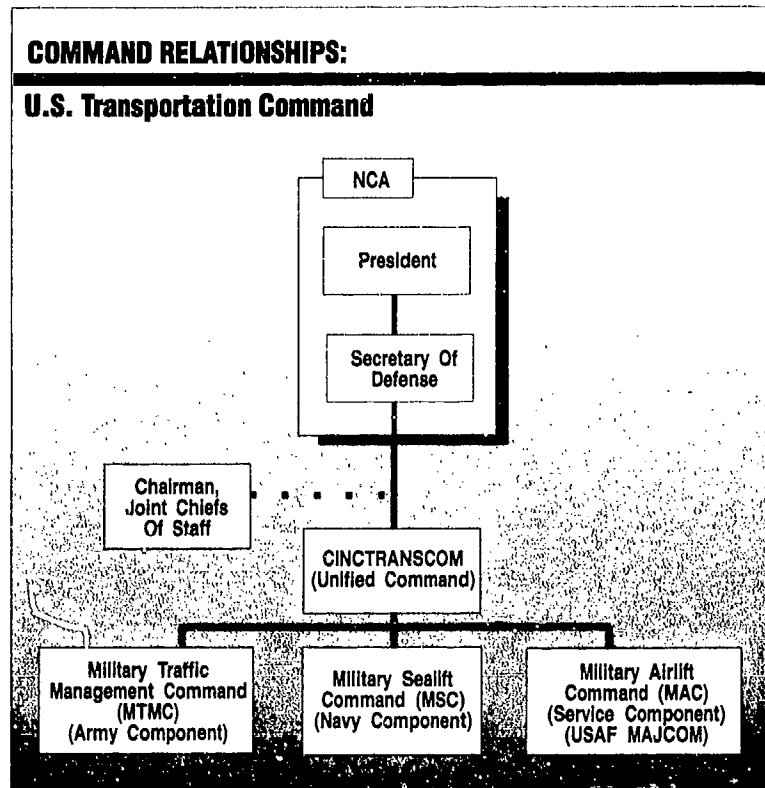 COMMAND RELATIONSHIPS:
U.S. Transportation Command
NCA
President
Secretary Of
Defense
Chairman,
Joint Chiefs
Of Staff
CINCTRANSCOM
(Unified Command)
Military Traffic
Management Command
(MTMC)
(Army Component)
Military Sealift
Command (MSC)
(Navy Component)
Military Airlift
Command (MAC)
(Service Component)
(USAF MAJCOM)